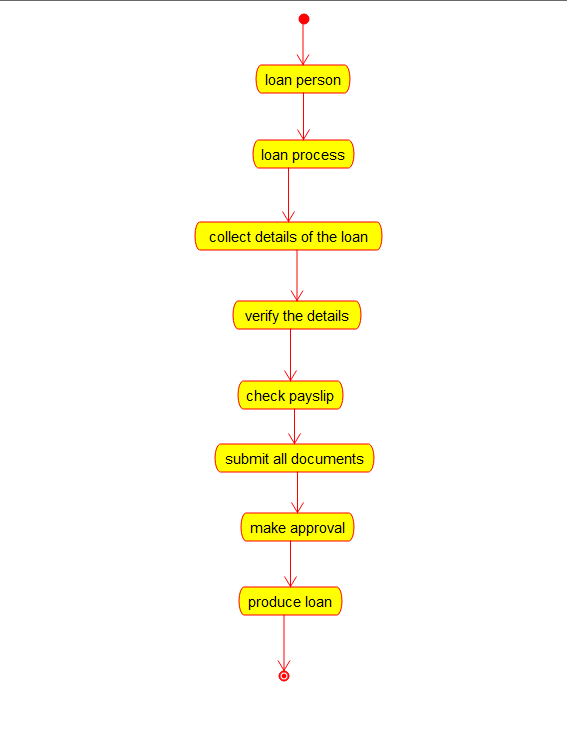 loan person
loan process
collect details of the loan
verify the details
check payslip
submit all documents
make approval
produce loan